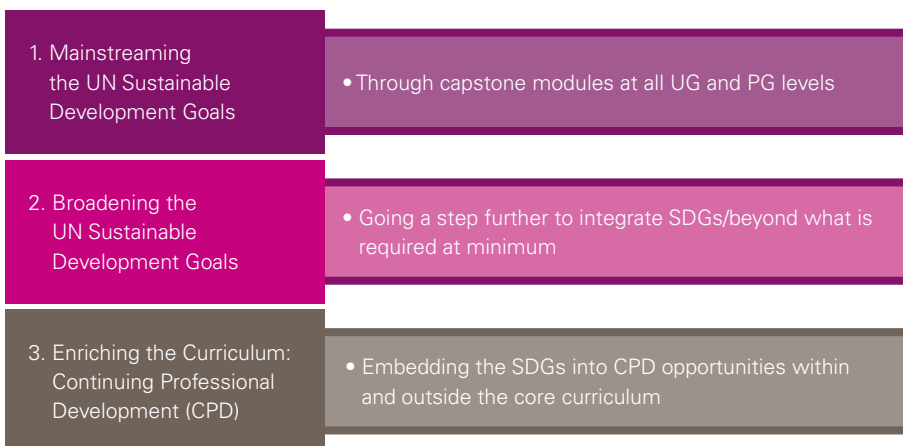 1. Mainstreaming
the UN Sustainable
Development Goals
• Through capstone modules at all UG and PG levels
2. Broadening the
UN Sustainable
Development Goals
• Going a step further to integrate SDGs/beyond what is
required at minimum
3. Enriching the Curriculum:
Continuing Professional
Development (CPD)
• Embedding the SDGs into CPD opportunities within
and outside the core curriculum